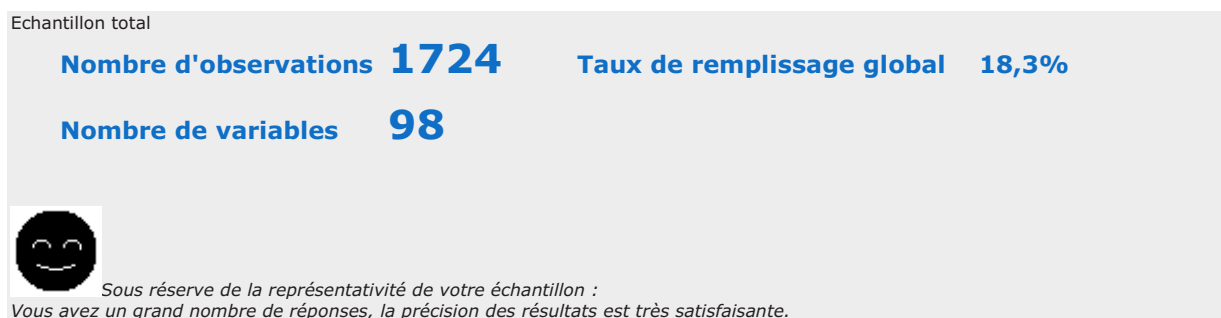 Echantillon total
Nombre d'observations 1724 Taux de remplissage global 18,3%
Nombre de variables 98
Sous réserve de la représentativité de votre échantillon :
Vous avez un grand nombre de réponses, la précision des résultats est très satisfaisante.